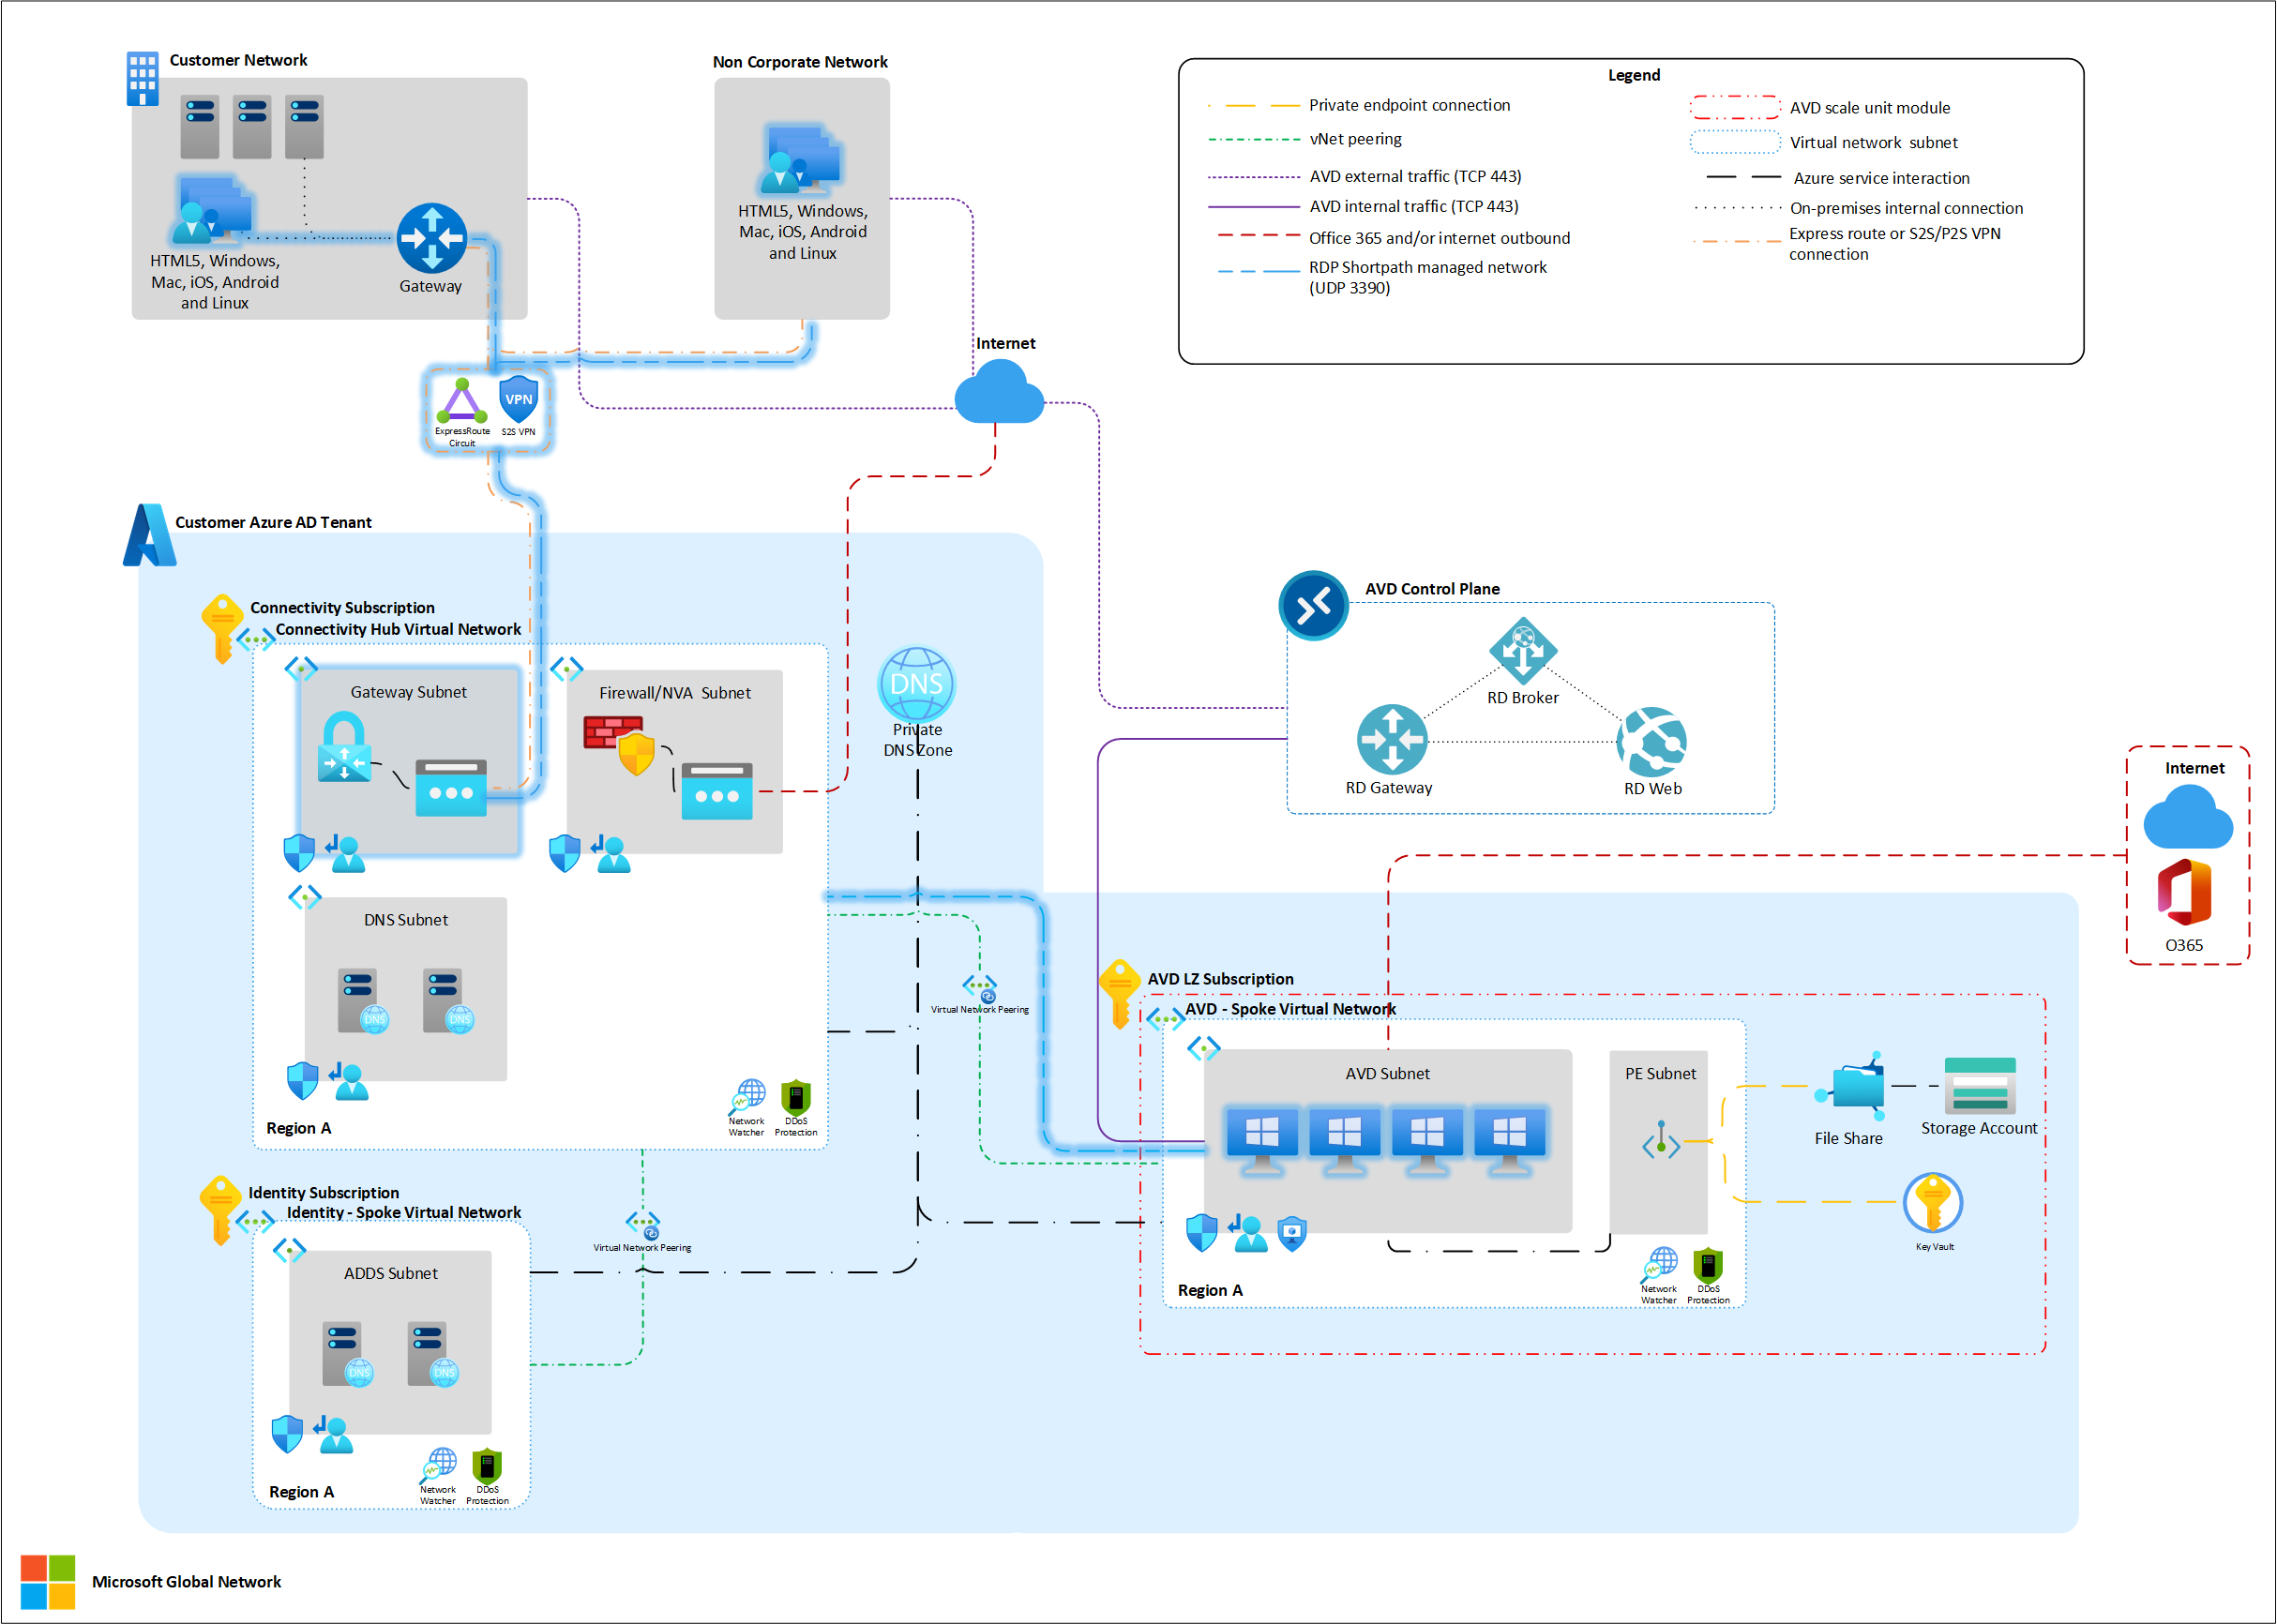 Customer Network
HTML5, Windows,
Mac, iOS, Android
and Linux
Gateway
Non Corporate Network
HTML5, Windows,
Mac, iOS, Android
and Linux
Legend
Private endpoint connection
vNet peering
AVD external traffic (TCP 443)
AVD internal traffic (TCP 443)
Office 365 and/or internet outbound
RDP Shortpath managed network
(UDP 3390)
AVD scale unit module
Virtual network subnet
Azure service interaction
On-premises internal connection
Express route or S2S/P2S VPN
connection
Internet
VPN
ExpressRoute
Circuit
S2S VPN
Customer Azure AD Tenant
Connectivity Subscription
Connectivity Hub Virtual Network
Gateway Subnet
Firewall/NVA Subnet
DNS
Private
DNS Zone
DNS Subnet
DNS
DNS
Region A
Network
Watcher
DDoS
Protection
Virtual Network Peering
Identity Subscription
Identity - Spoke Virtual Network
ADDS Subnet
DNS
DNS
Region A
Network
Watcher
DDoS
Protection
Virtual Network Peering
AVD Control Plane
RD Broker
RD Gateway
RD Web
Internet
O365
AVD LZ Subscription
AVD - Spoke Virtual Network
AVD Subnet
PE Subnet
Region A
Network
Watcher
DDoS
Protection
File Share
Storage Account
Key Vault
Microsoft Global Network